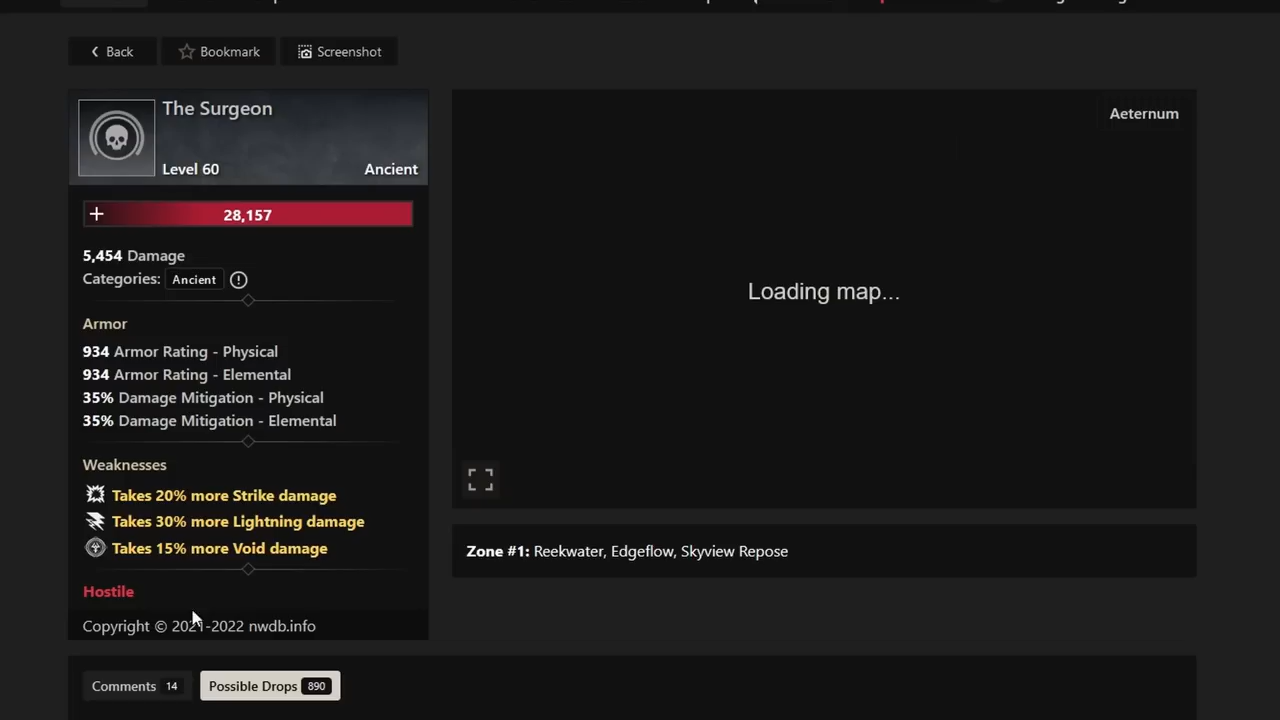 Back
Bookmark
Screenshot
The Surgeon
Level 60
Ancient
28,157
5,454 Damage
Categories: Ancient
Armor
934 Armor Rating - Physical
934 Armor Rating - Elemental
35% Damage Mitigation - Physical
35% Damage Mitigation - Elemental
Weaknesses
Takes 20% more Strike damage
Takes 30% more Lightning damage
Takes 15% more Void damage
Hostile
Copyright © 2021-2022 nwdb.info
Aeternum
Loading map...
Zone #1: Reekwater, Edgeflow, Skyview Repose
Comments 14
Possible Drops 890